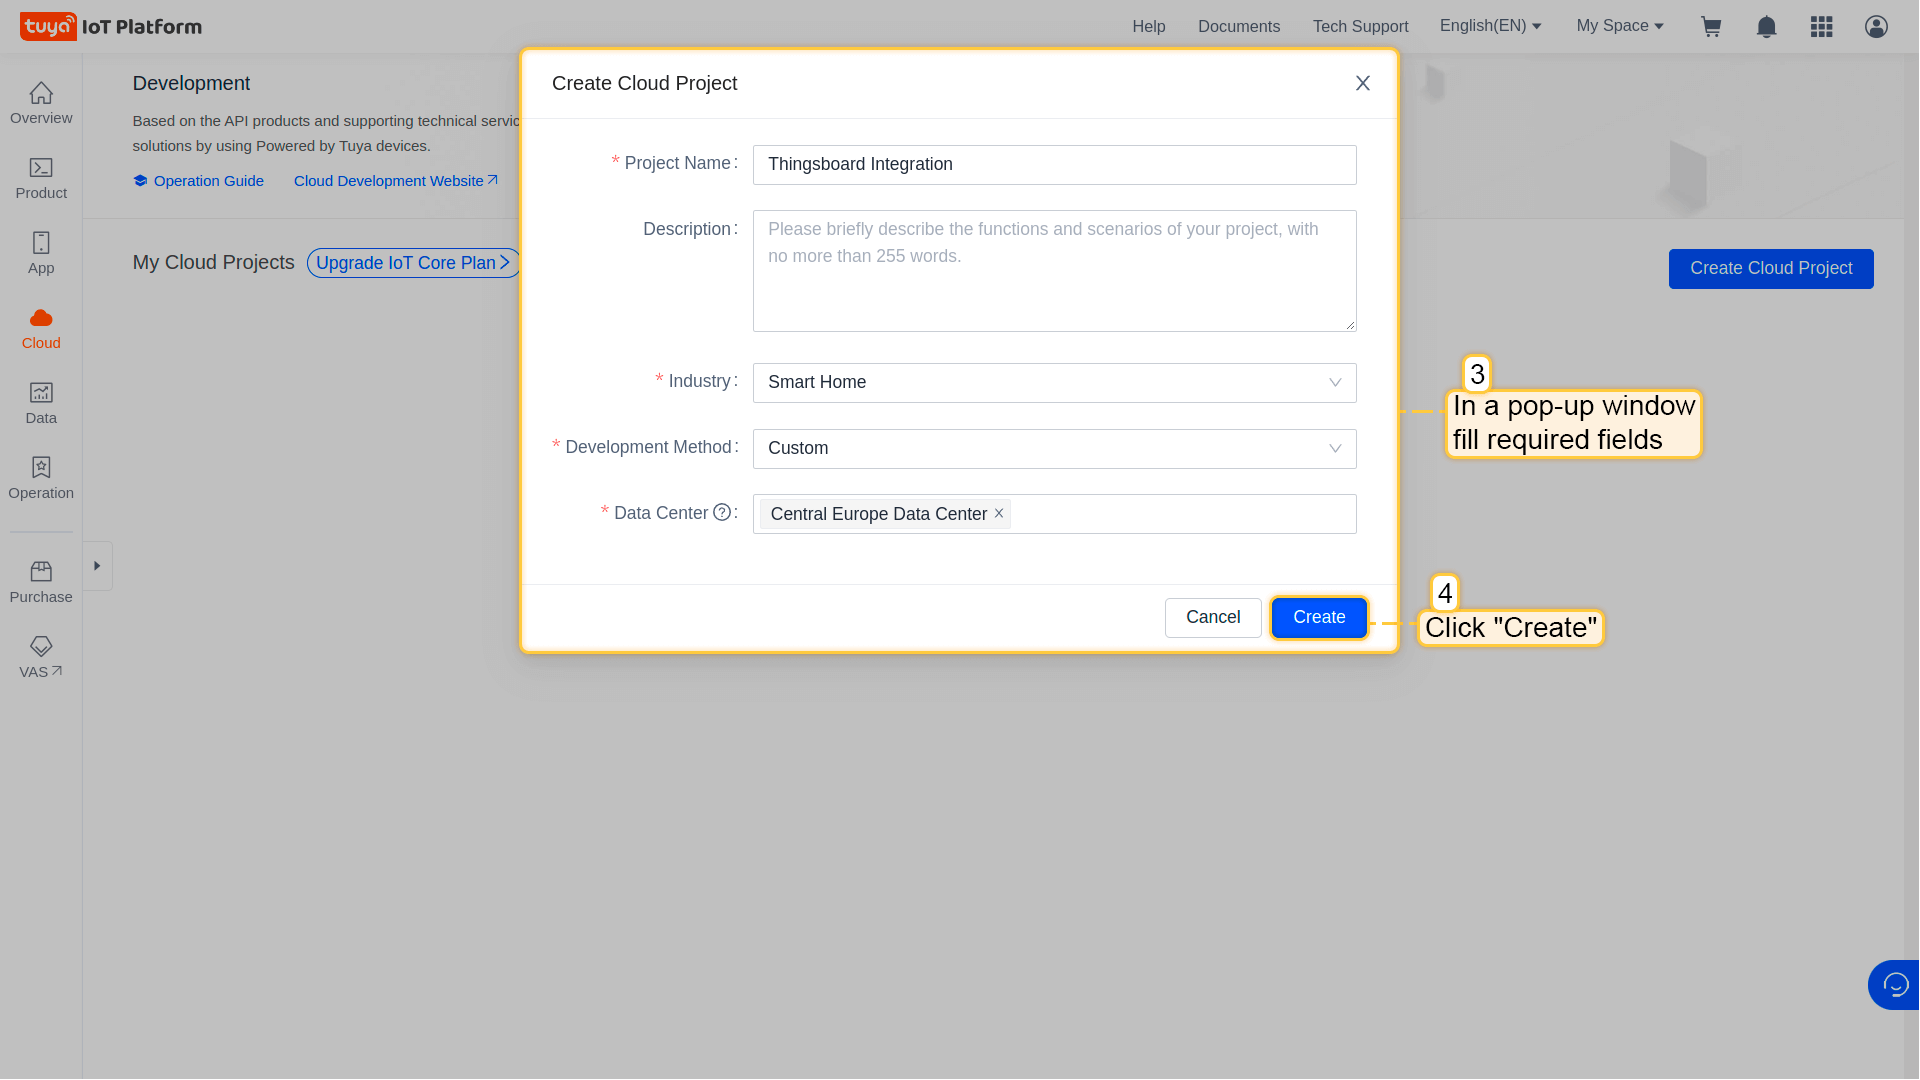 tuya IoT Platform
Help
Documents
Tech Support
English(EN)
My Space
Overview
Product
App
Cloud
Data
Operation
Purchase
VAS
Development
Based on the API products and supporting technical servic
solutions by using Powered by Tuya devices.
Operation Guide
Cloud Development Website
My Cloud Projects
Upgrade IoT Core Plan
Create Cloud Project
Create Cloud Project
* Project Name:
Thingsboard Integration
Description:
Please briefly describe the functions and scenarios of your project, with
no more than 255 words.
* Industry:
Smart Home
* Development Method:
Custom
* Data Center ?:
Central Europe Data Center
Cancel
Create
3
In a pop-up window
fill required fields
4
Click "Create"